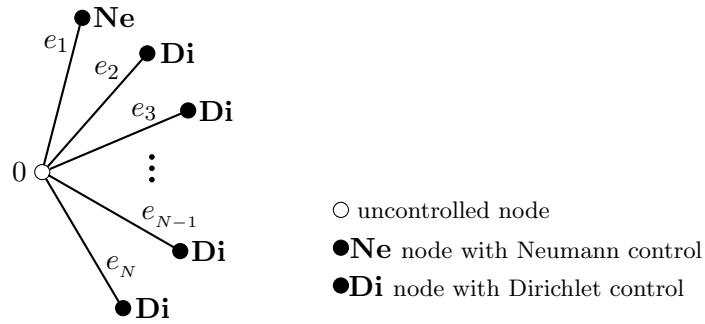 Ne
e₁
e₂
Di
e₃
Di
0
⋮
e_{N−1}
Di
e_N
Di
uncontrolled node
Ne node with Neumann control
Di node with Dirichlet control